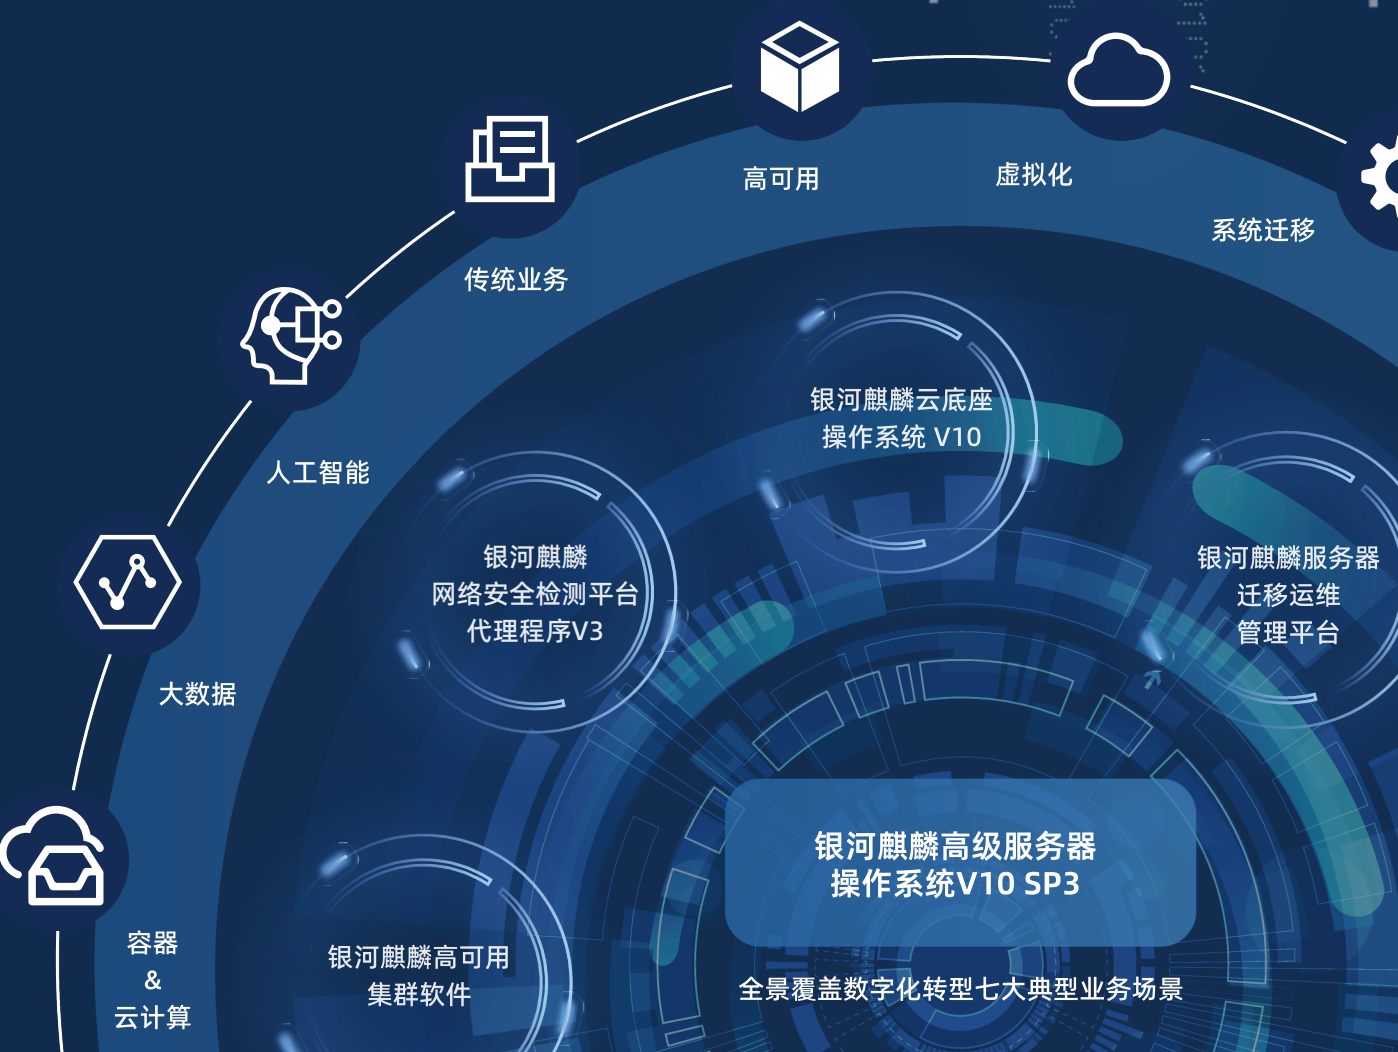 高可用
虚拟化
系统迁移
传统业务
人工智能
大数据
容器
&
云计算
银河麒麟云底座
操作系统 V10
银河麒麟
网络安全检测平台
代理程序V3
银河麒麟服务器
迁移运维
管理平台
银河麒麟高可用
集群软件
银河麒麟高级服务器
操作系统V10 SP3
全景覆盖数字化转型七大典型业务场景